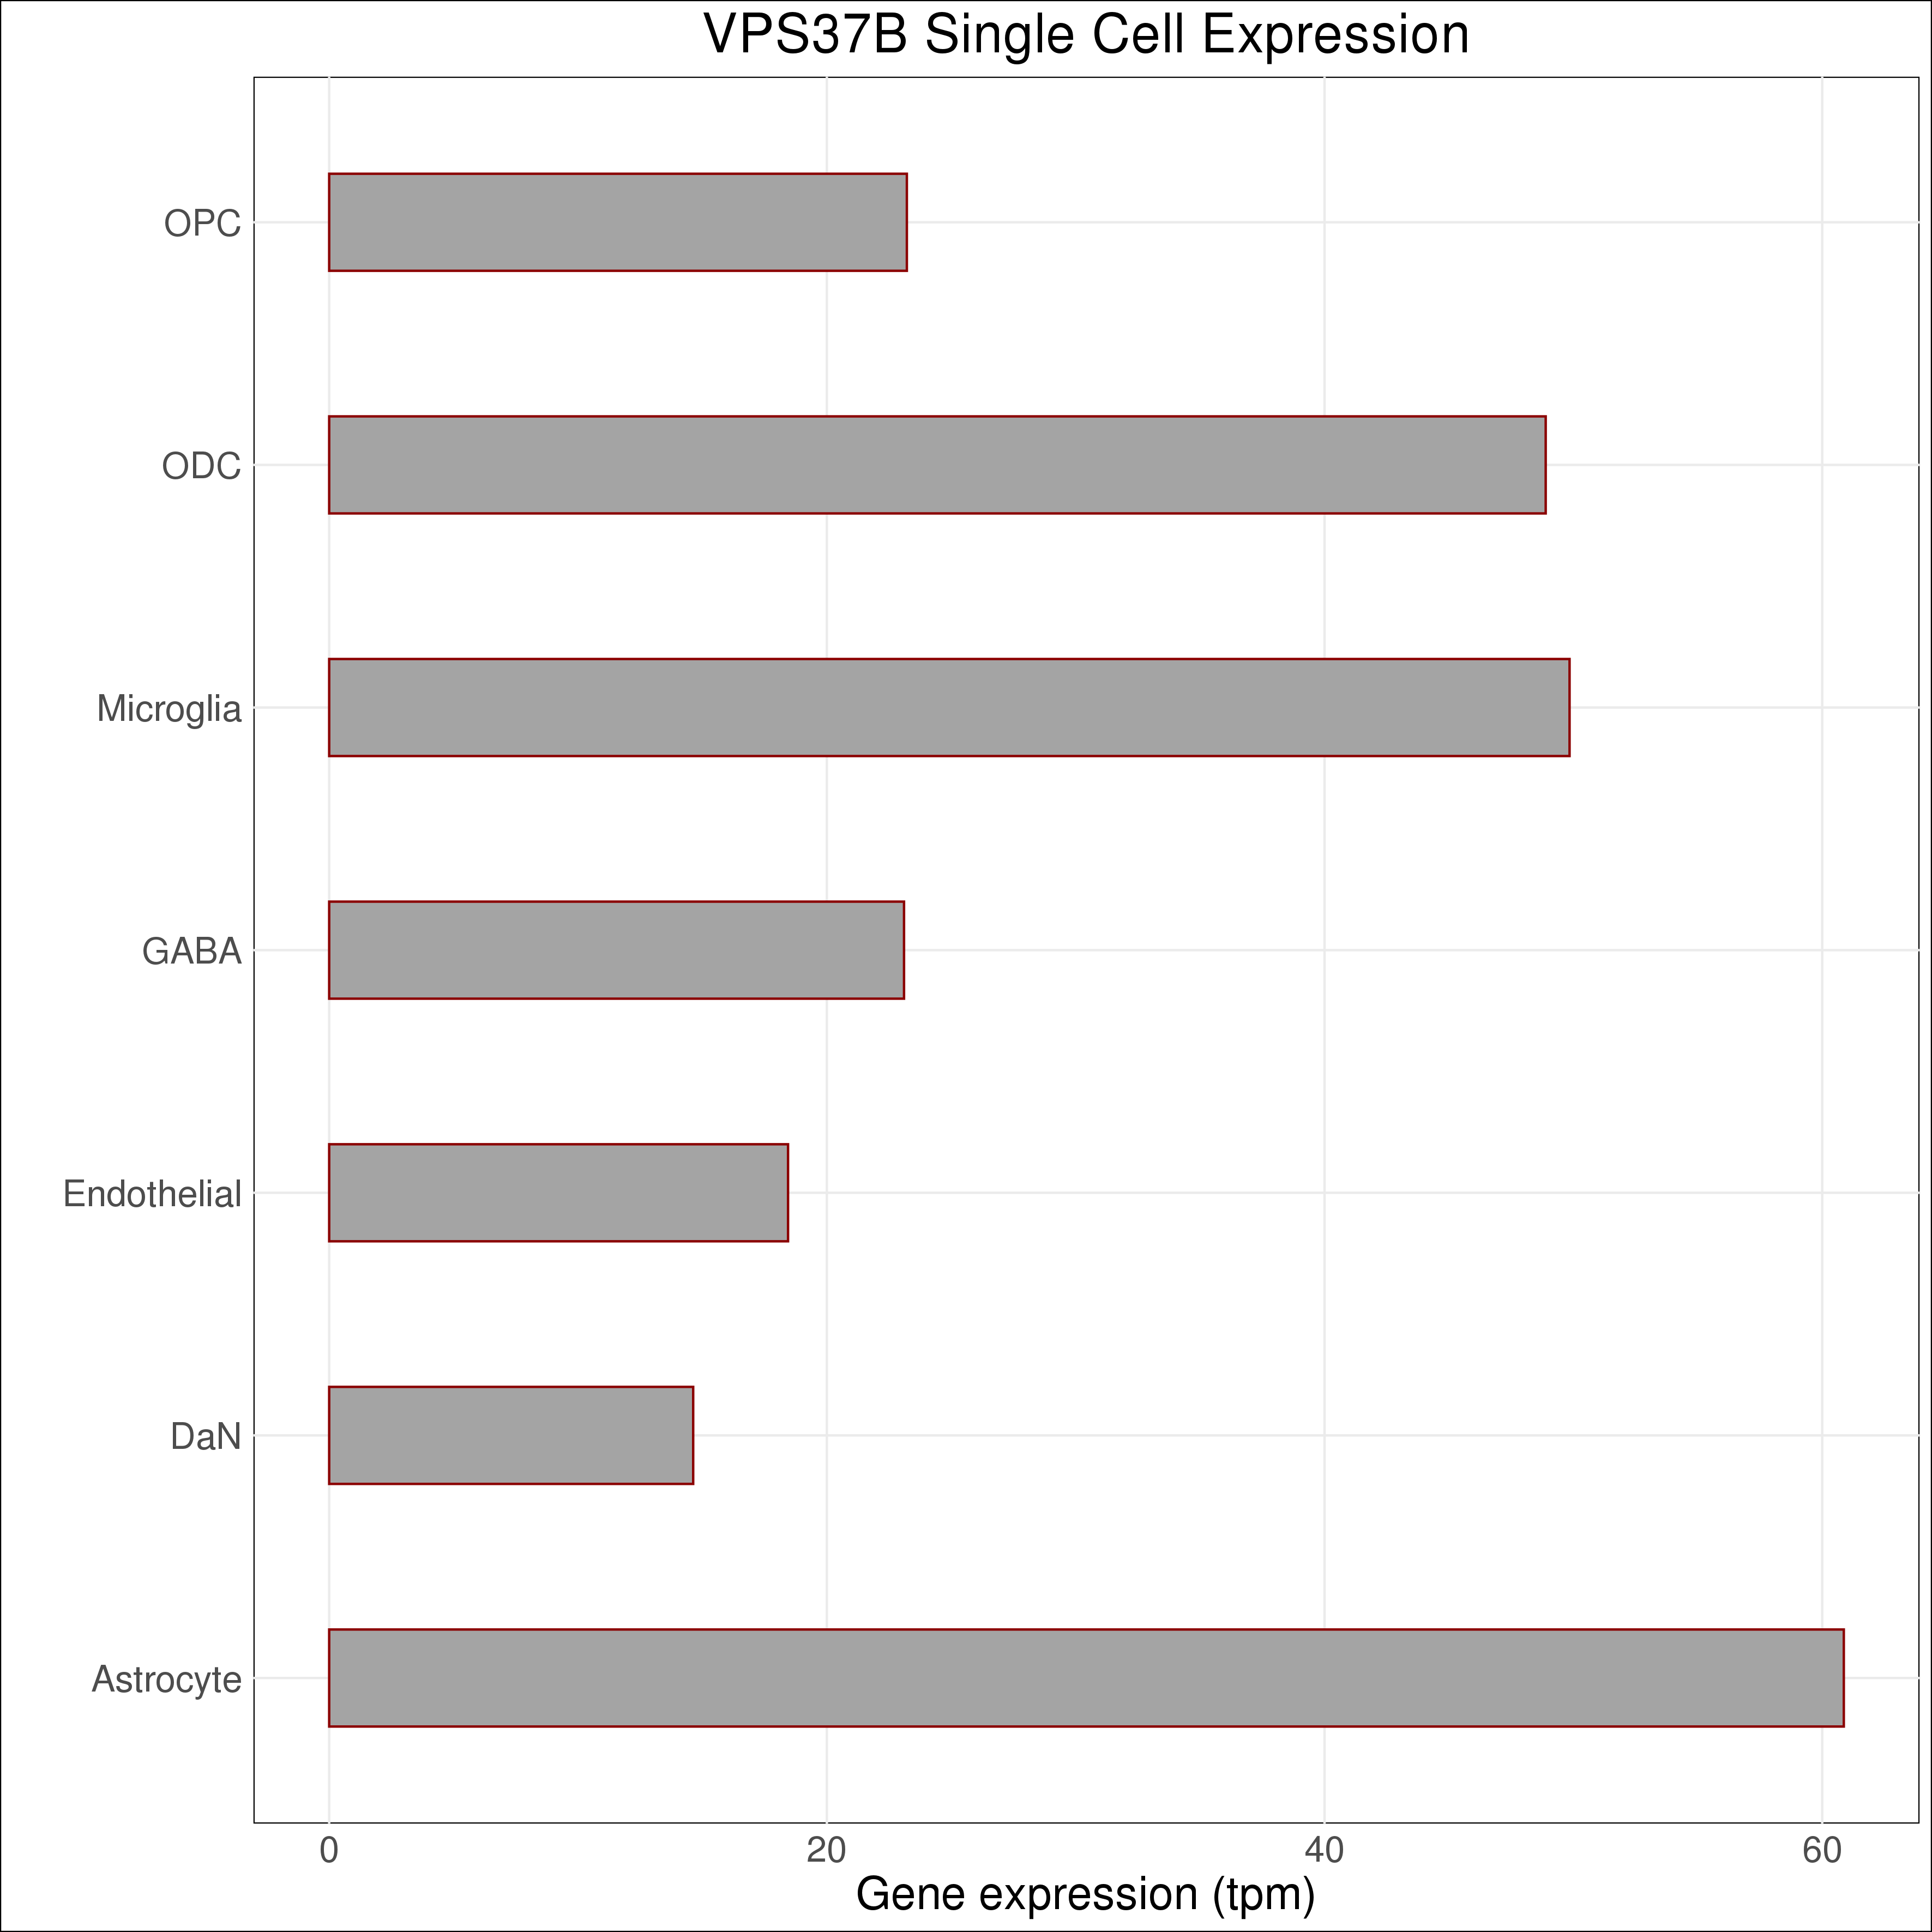 VPS37B Single Cell Expression
OPC
ODC
Microglia
GABA
Endothelial
DaN
Astrocyte
0 20 40 60
Gene expression (tpm)